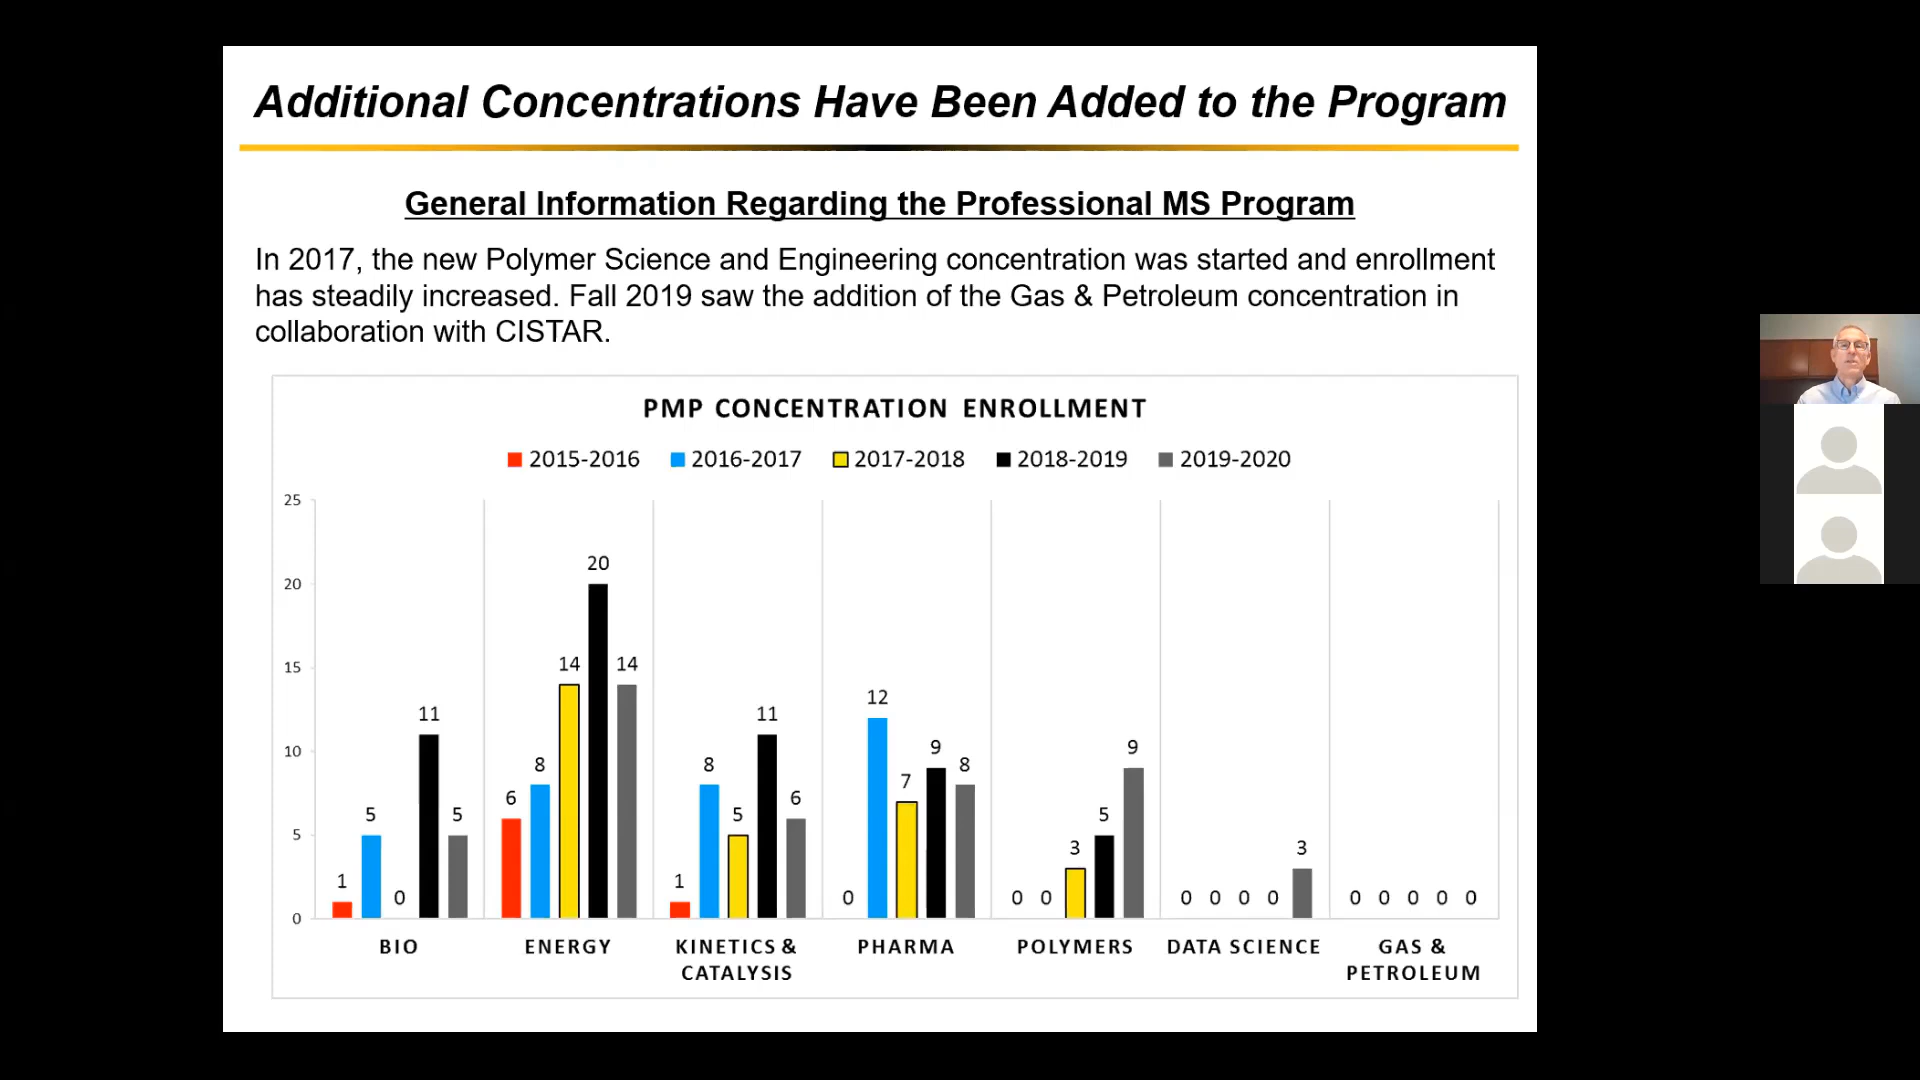 Additional Concentrations Have Been Added to the Program
General Information Regarding the Professional MS Program
In 2017, the new Polymer Science and Engineering concentration was started and enrollment
has steadily increased. Fall 2019 saw the addition of the Gas & Petroleum concentration in
collaboration with CISTAR.
PMP CONCENTRATION ENROLLMENT
2015-2016 2016-2017 2017-2018 2018-2019 2019-2020
25
20
15
10
5
0
1 5 0 11 5
6 8 14 20 14
1 8 5 11 6
0 12 7 9 8
0 0 3 5 9
0 0 0 0 3
0 0 0 0 0
BIO
ENERGY
KINETICS &
CATALYSIS
PHARMA
POLYMERS
DATA SCIENCE
GAS &
PETROLEUM